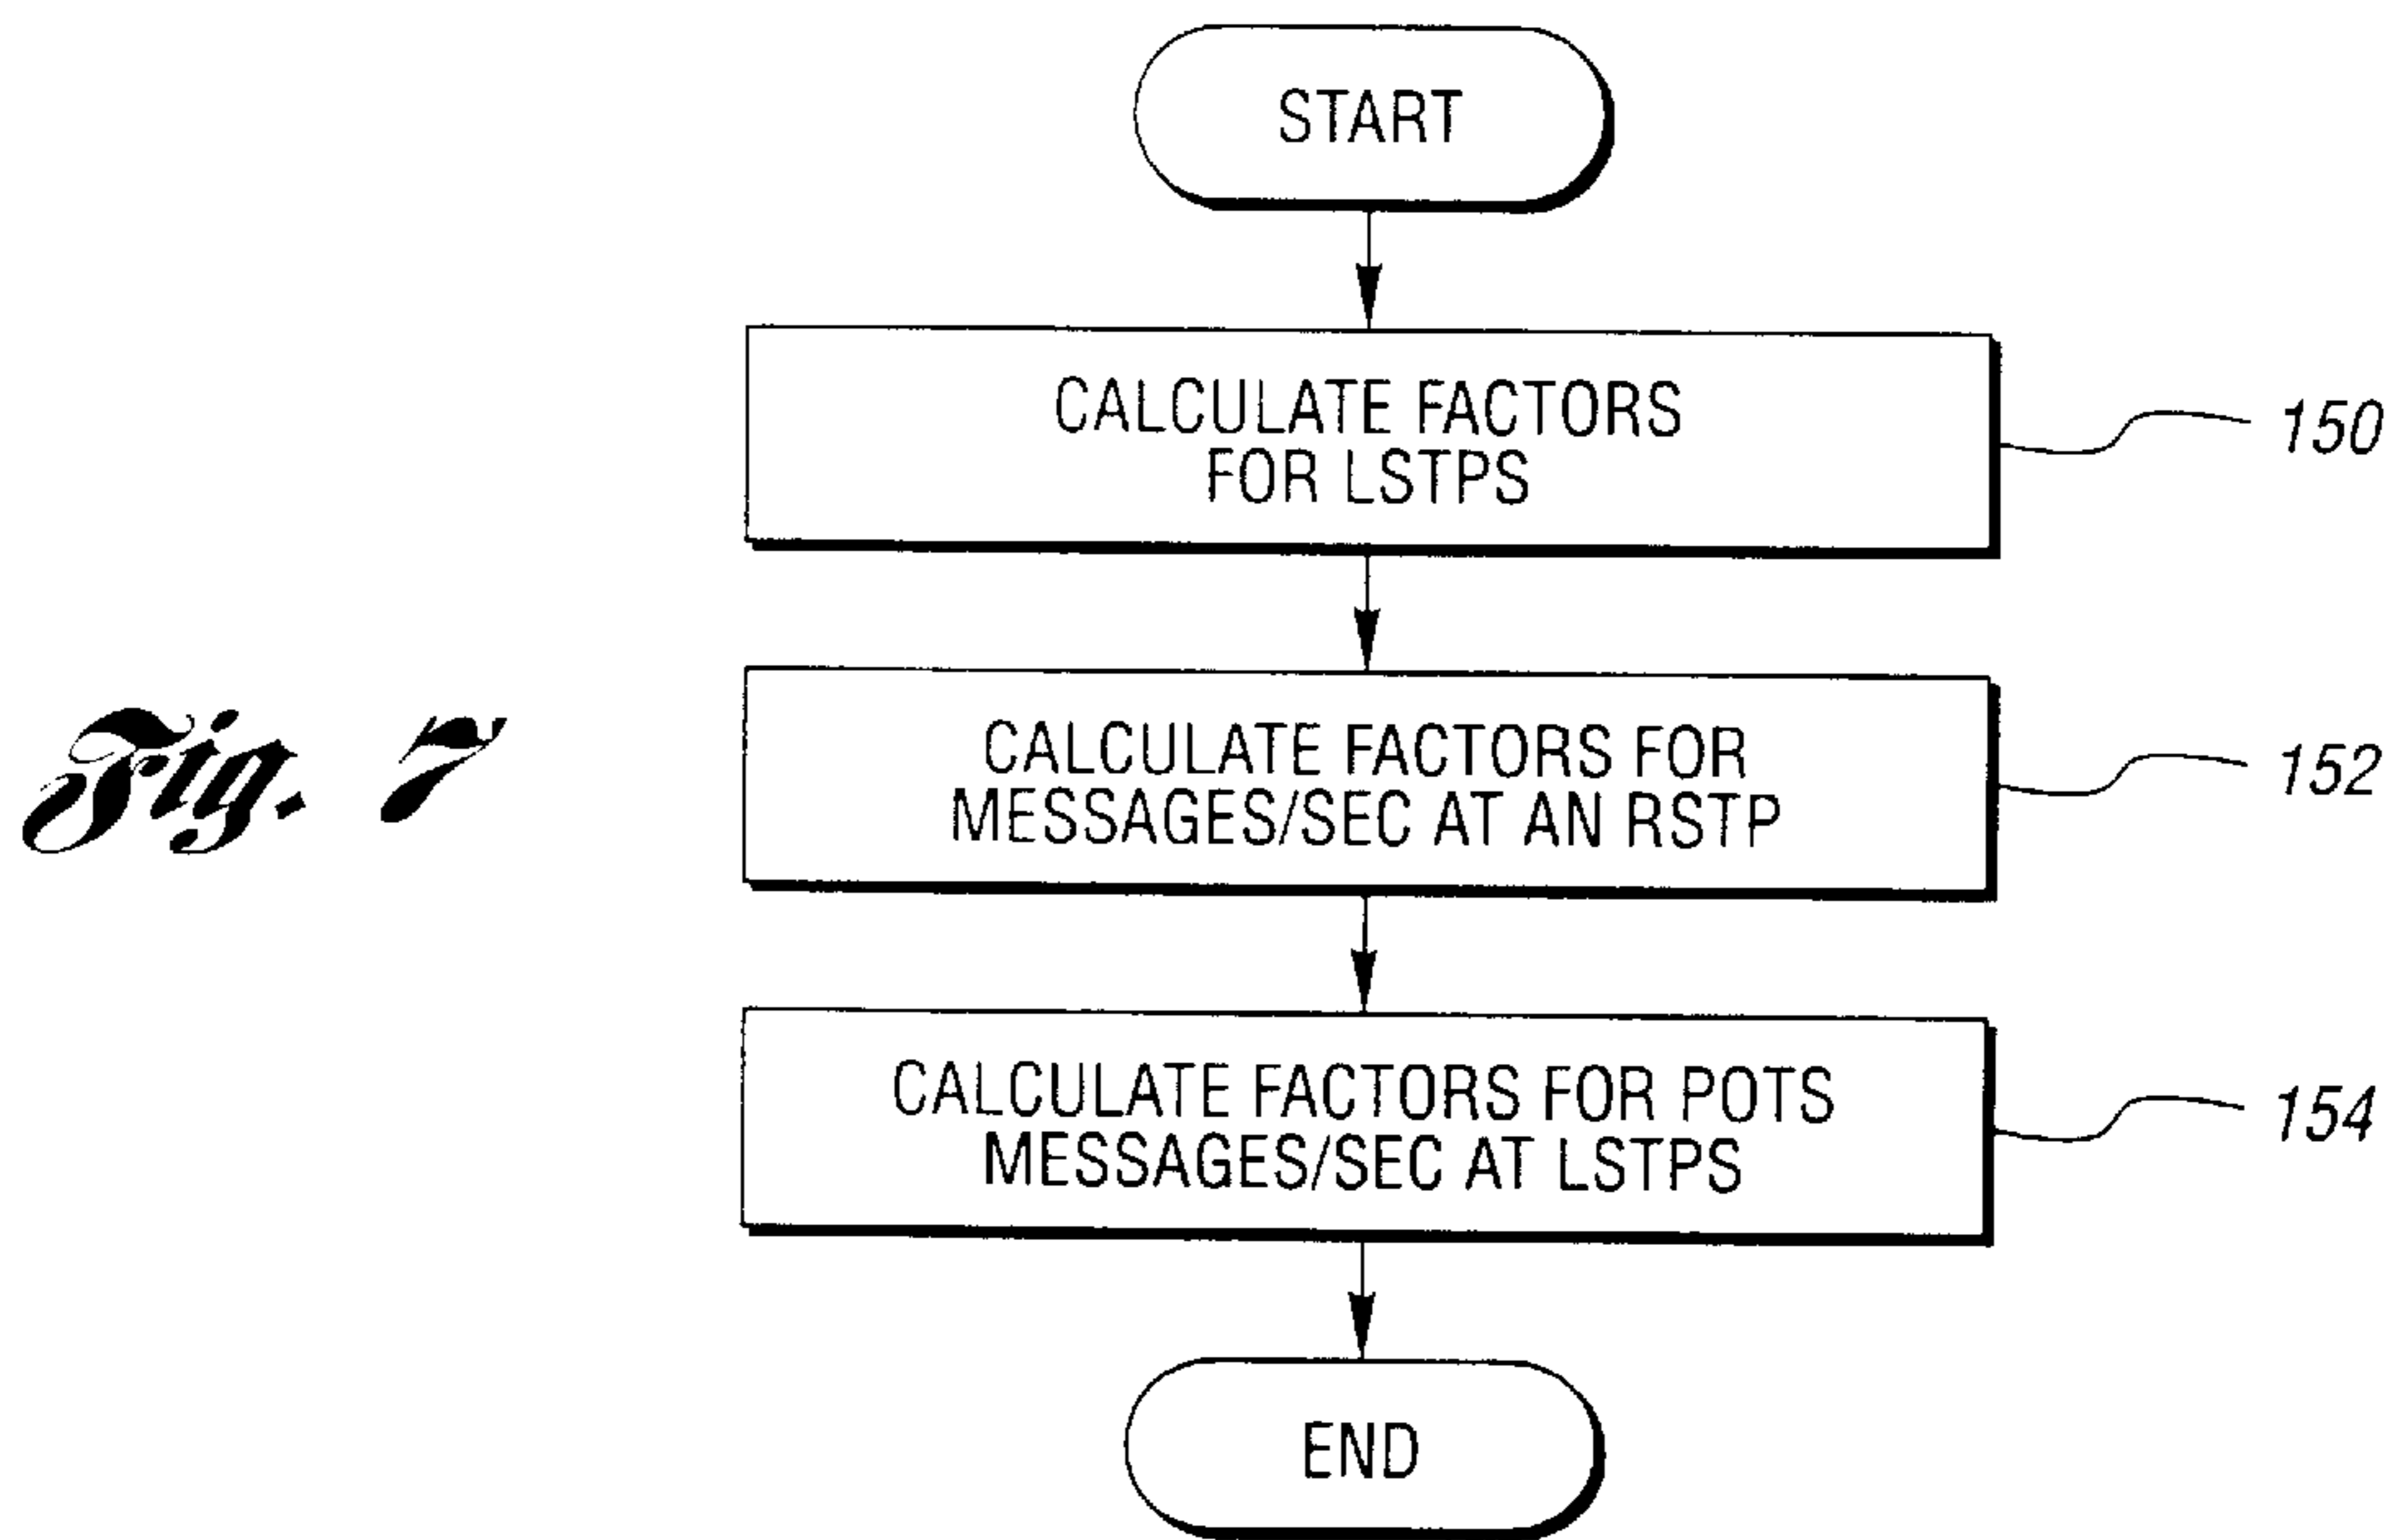 START
CALCULATE FACTORS
FOR LSTPS
150
CALCULATE FACTORS FOR
MESSAGES/SEC AT AN RSTP
152
Fig. 7
CALCULATE FACTORS FOR POTS
MESSAGES/SEC AT LSTPS
154
END